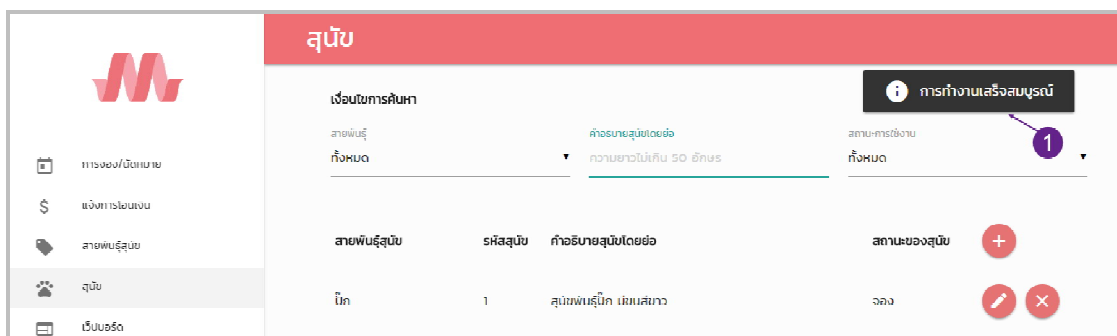 สุนัข
การทำงานเสร็จสมบูรณ์
เงื่อนไขการค้นหา
สายพันธุ์ คำอธิบายสุนัขโดยย่อ สถานะการใช้งาน
ทั้งหมด ความยาวไม่เกิน 50 อักษร ทั้งหมด
1
การจอง/นัดหมาย
แจ้งการโอนเงิน
สายพันธุ์สุนัข
สุนัข
เว็บบอร์ด
สายพันธุ์สุนัข รหัสสุนัข คำอธิบายสุนัขโดยย่อ สถานะของสุนัข
ปั๊ก 1 สุนัขพันธุ์ปั๊ก มีขนสีขาว จอง